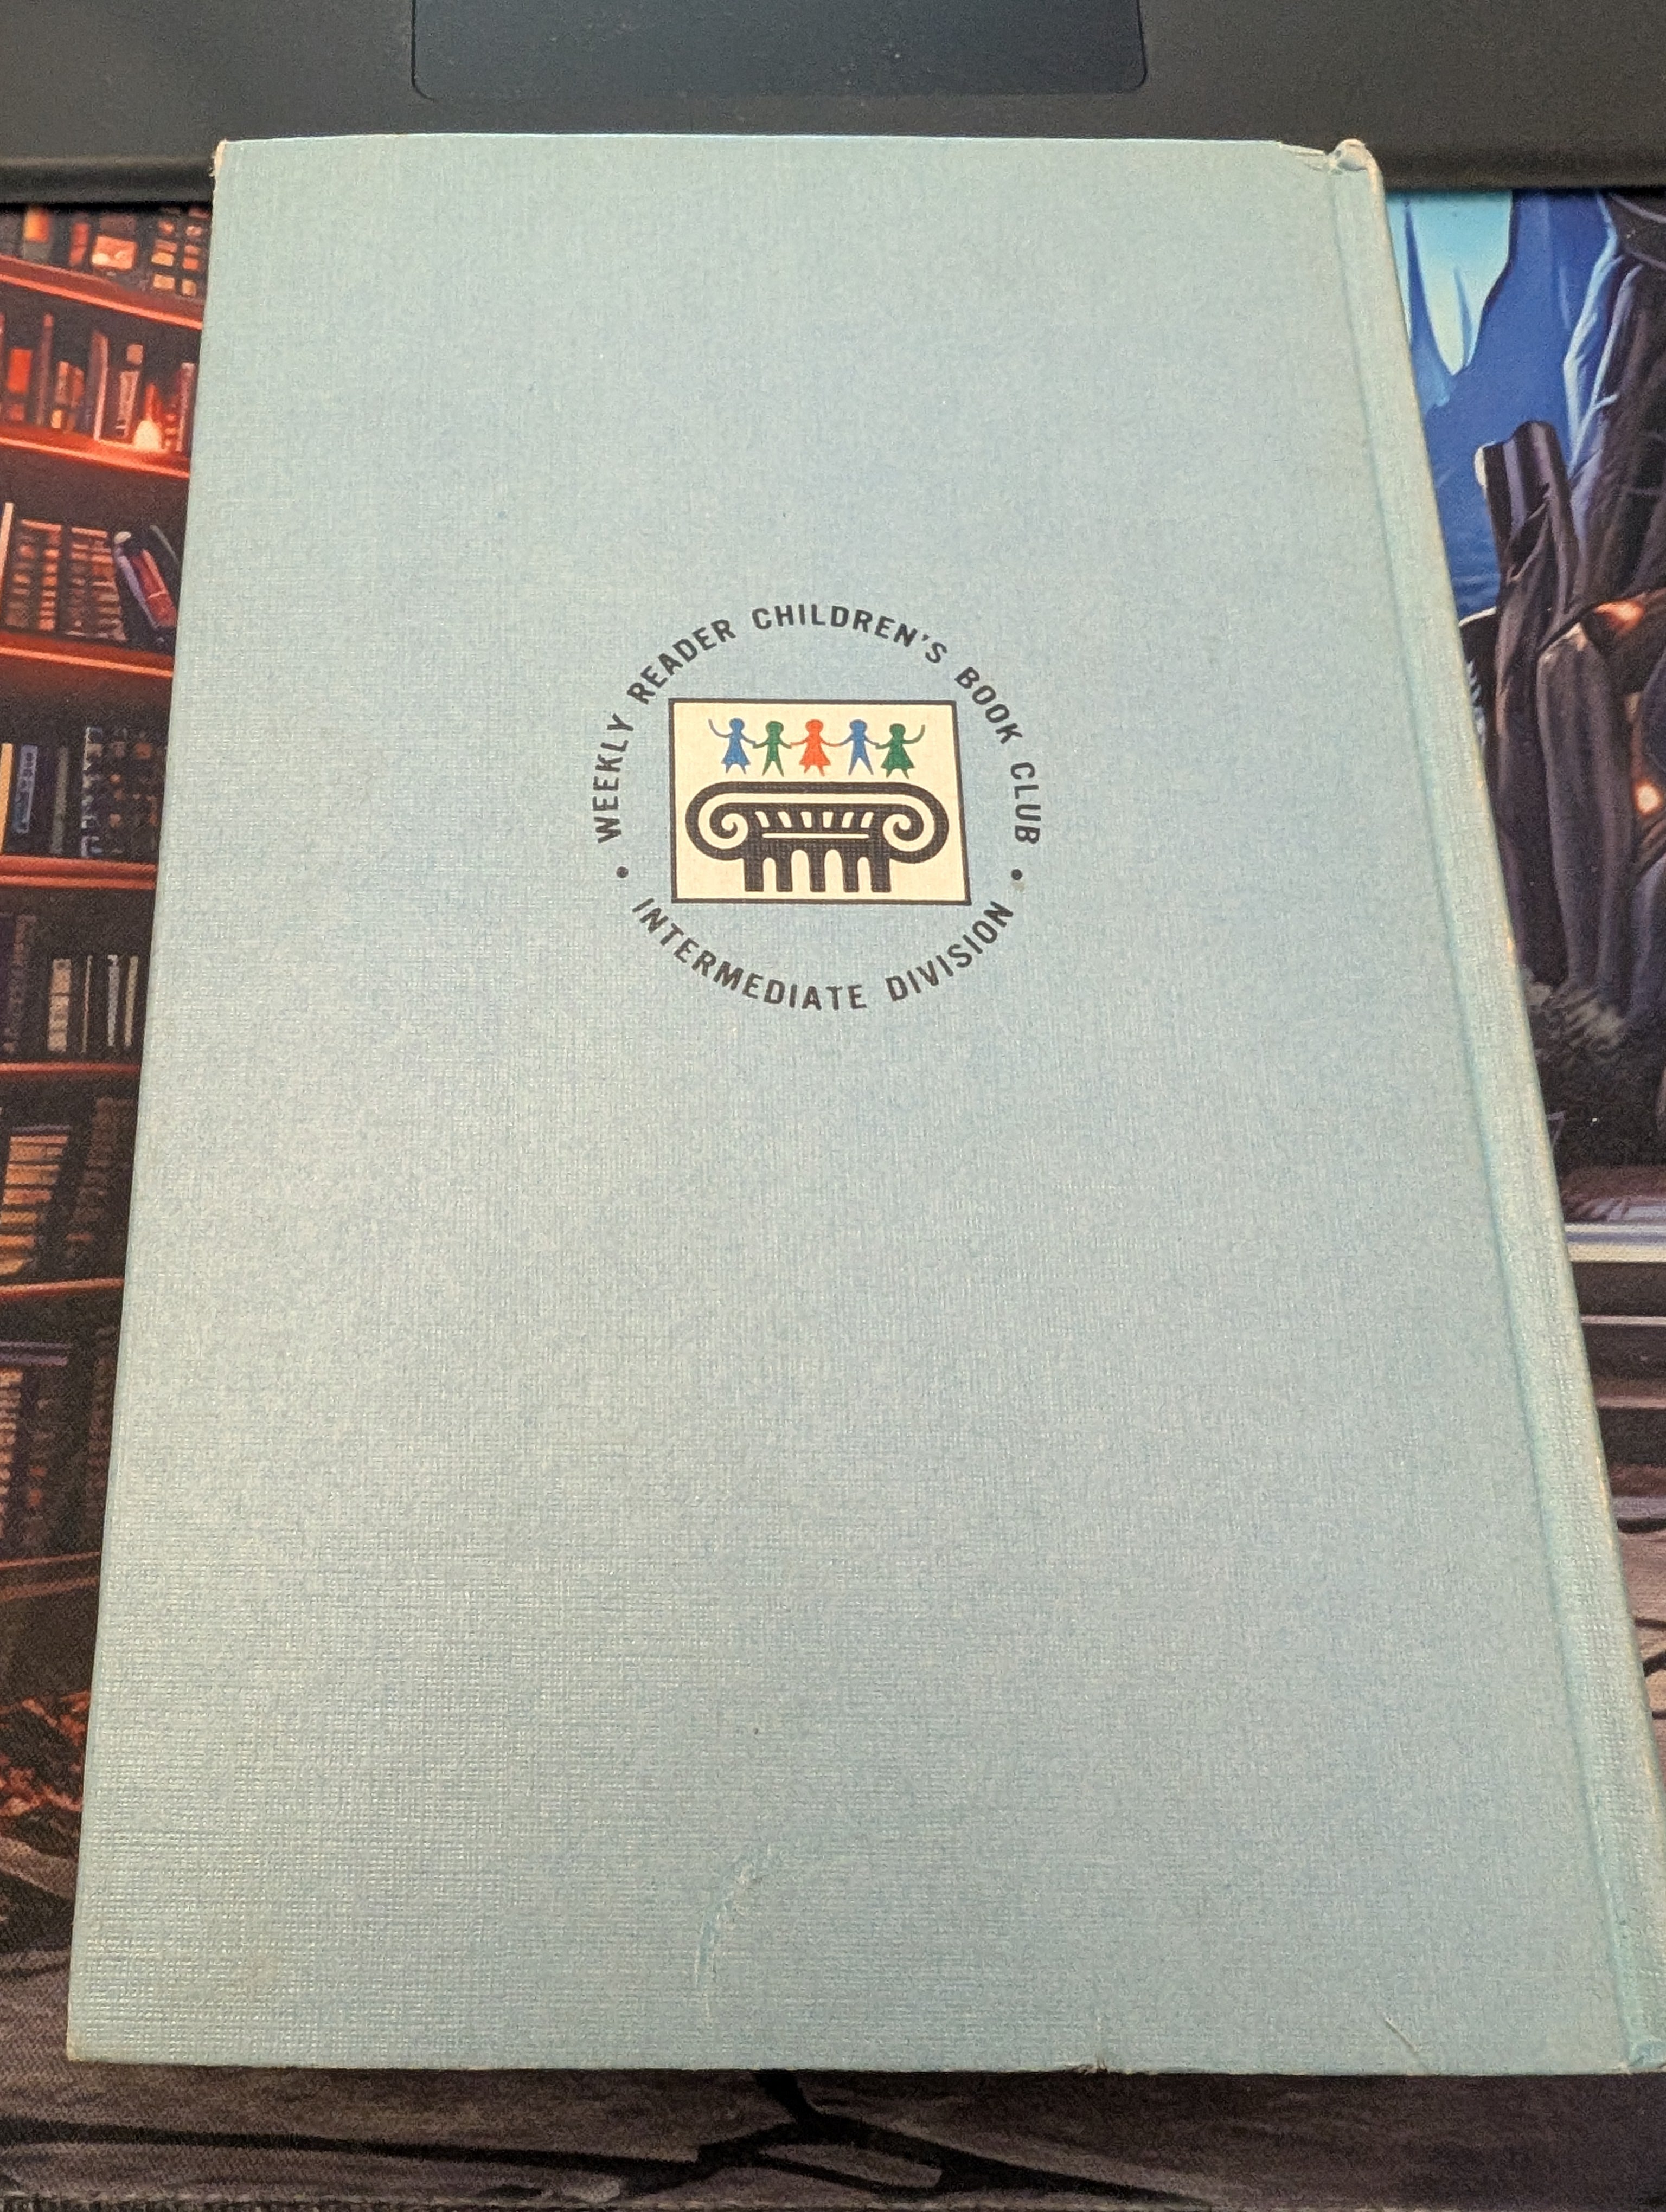 • WEEKLY READER CHILDREN'S BOOK CLUB •
INTERMEDIATE DIVISION